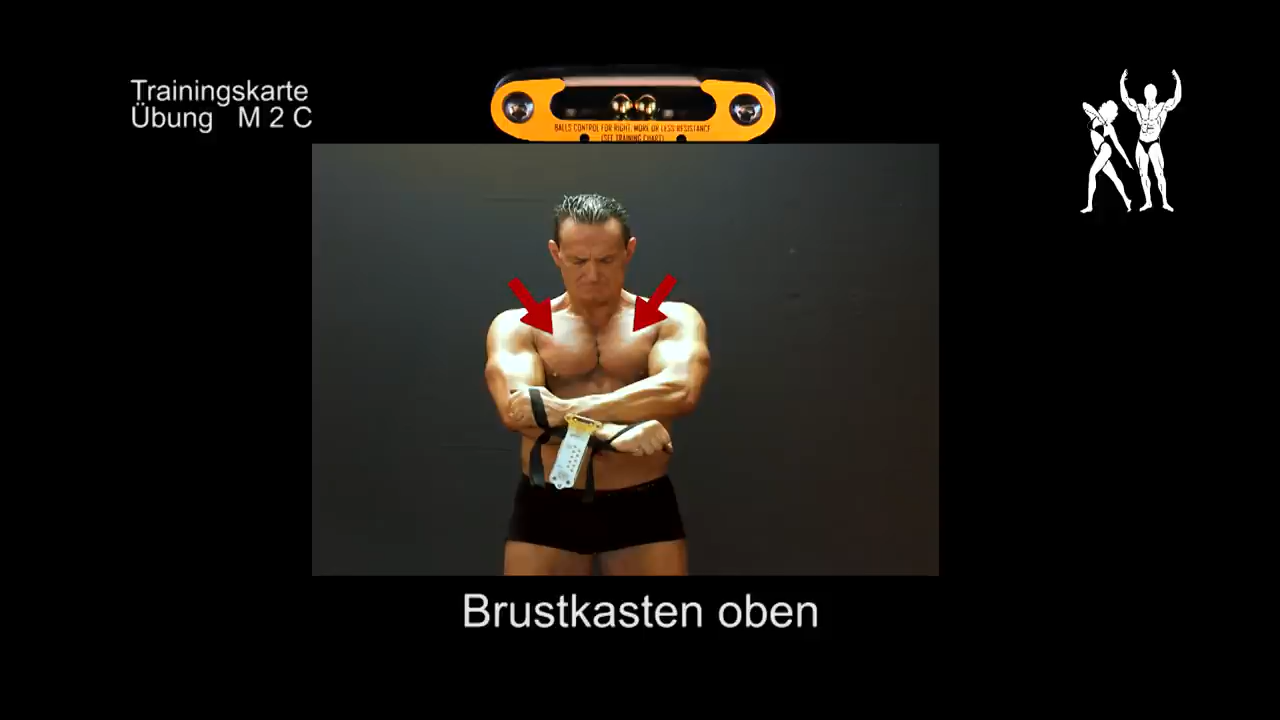 Trainingskarte
Übung M 2 C
BALLS CONTROL FOR RIGHT, MORE OR LESS RESISTANCE
(SEE TRAINING CHART)
Brustkasten oben